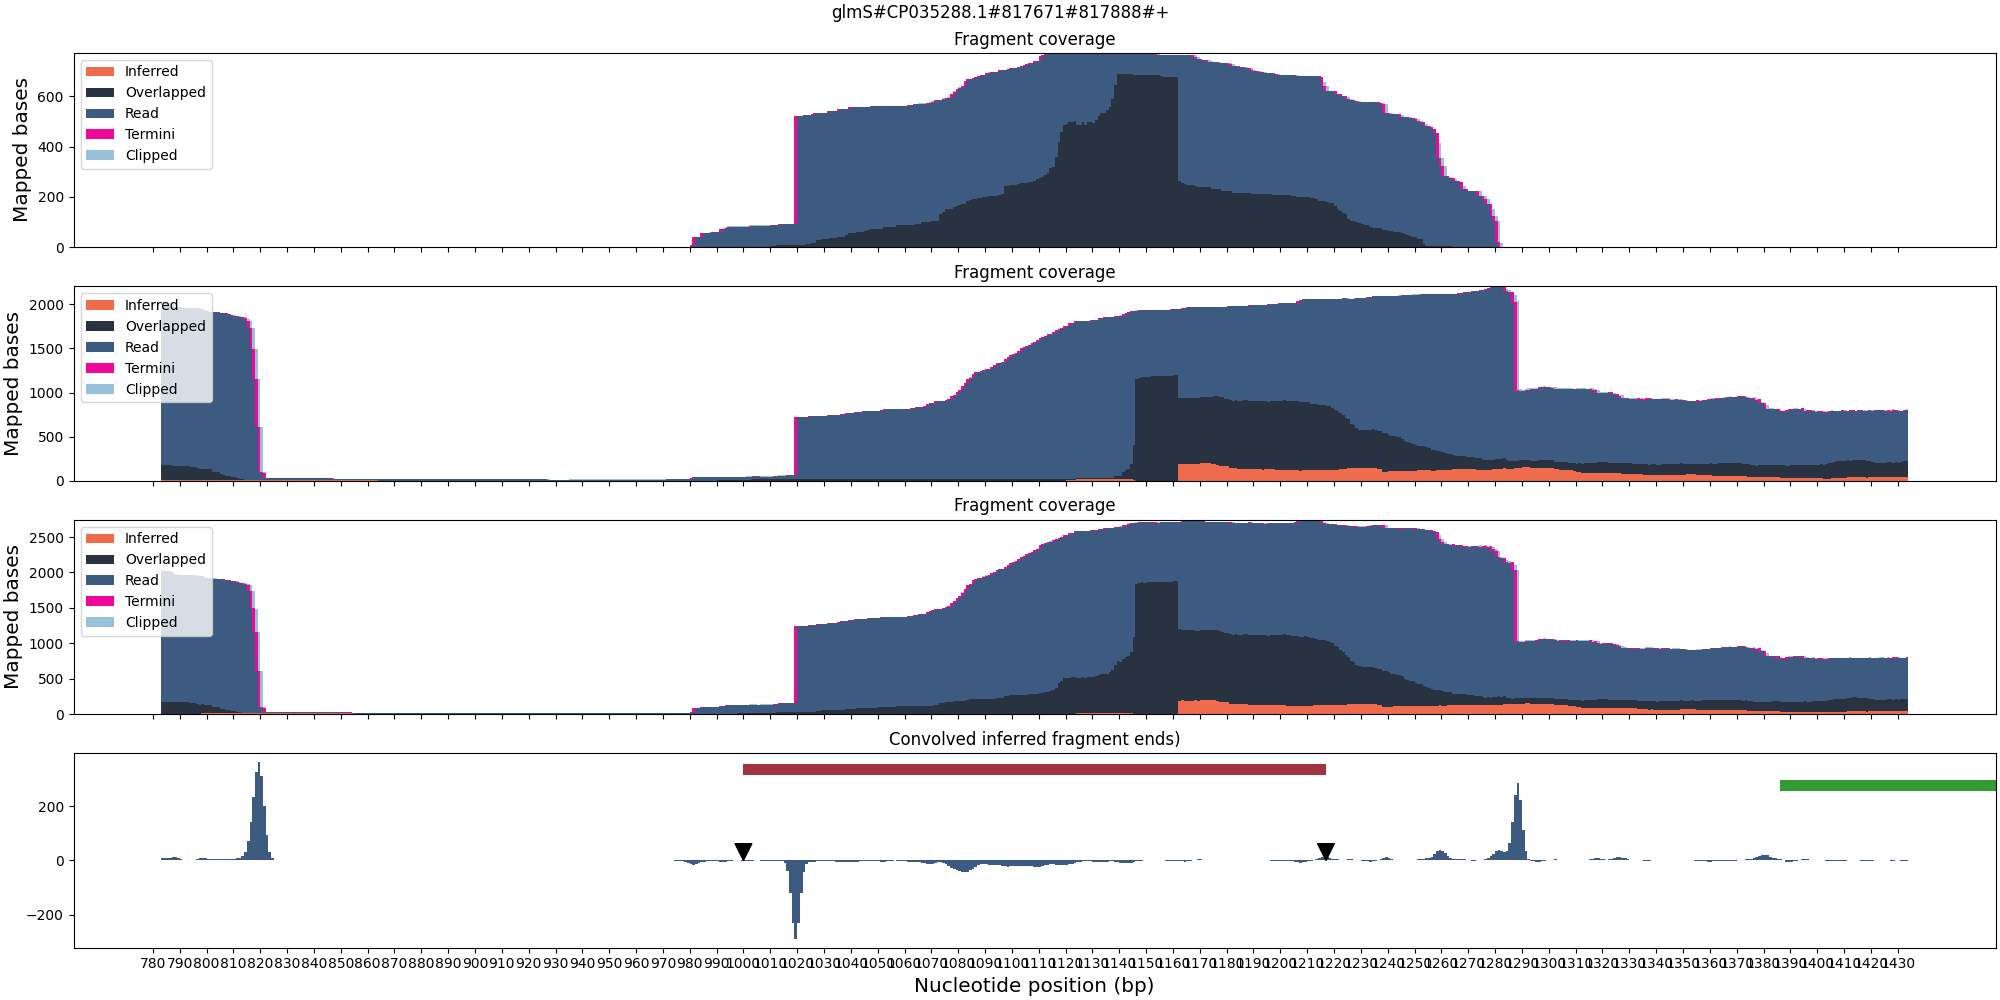 glmS#CP035288.1#817671#817888#+
Fragment coverage
Mapped bases
600
400
200
0
Inferred
Overlapped
Read
Termini
Clipped
Fragment coverage
Mapped bases
2000
1500
1000
500
0
Inferred
Overlapped
Read
Termini
Clipped
Fragment coverage
Mapped bases
2500
2000
1500
1000
500
0
Inferred
Overlapped
Read
Termini
Clipped
Convolved inferred fragment ends)
200
0
−200
780 790 800 810 820 830 840 850 860 870 880 890 900 910 920 930 940 950 960 970 980 990 1000 1010 1020 1030 1040 1050 1060 1070 1080 1090 1100 1110 1120 1130 1140 1150 1160 1170 1180 1190 1200 1210 1220 1230 1240 1250 1260 1270 1280 1290 1300 1310 1320 1330 1340 1350 1360 1370 1380 1390 1400 1410 1420 1430
Nucleotide position (bp)